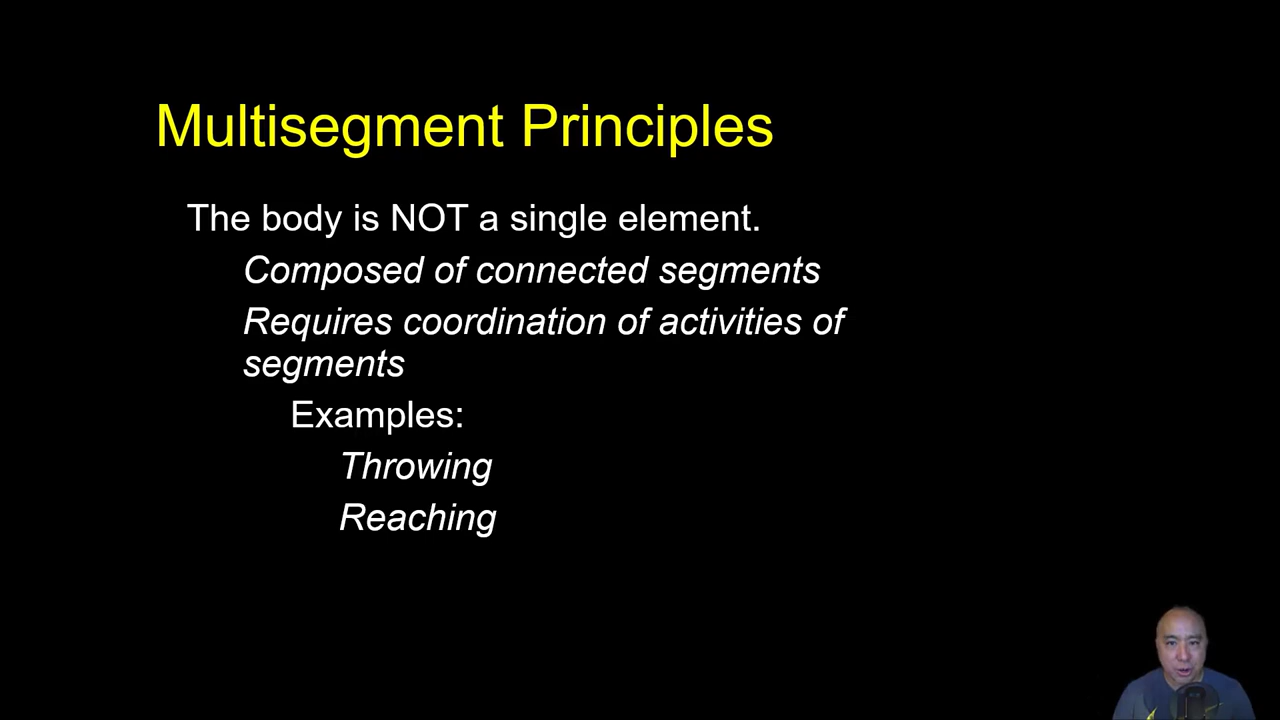 Multisegment Principles
The body is NOT a single element.
Composed of connected segments
Requires coordination of activities of
segments
Examples:
Throwing
Reaching